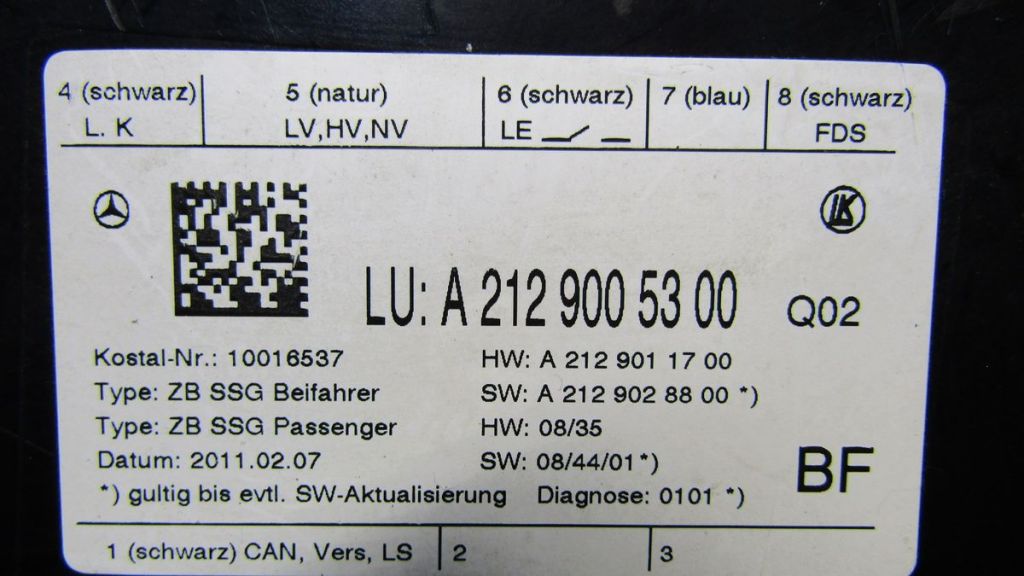 4 (schwarz) 5 (natur) 6 (schwarz) 7 (blau) 8 (schwarz)
L. K LV,HV,NV LE FDS
LK
LU: A 212 900 53 00 Q02
Kostal-Nr.: 10016537 HW: A 212 901 17 00
Type: ZB SSG Beifahrer SW: A 212 902 88 00 *)
Type: ZB SSG Passenger HW: 08/35
Datum: 2011.02.07 SW: 08/44/01*)
BF
*) gultig bis evtl. SW-Aktualisierung Diagnose: 0101 *)
1 (schwarz) CAN, Vers, LS 2 3